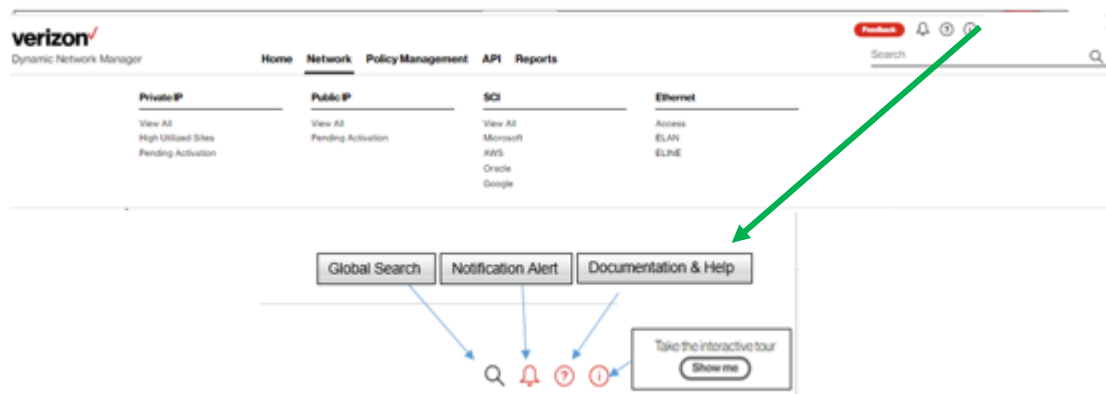 verizon
Dynamic Network Manager
Home Network Policy Management API Reports
Feedback
Search
Private IP
View All
High Utilized Sites
Pending Activation
Public IP
View All
Pending Activation
SCI
View All
Microsoft
AWS
Oracle
Google
Ethernet
Access
ELAN
ELINE
Global Search
Notification Alert
Documentation & Help
Take the interactive tour
Show me